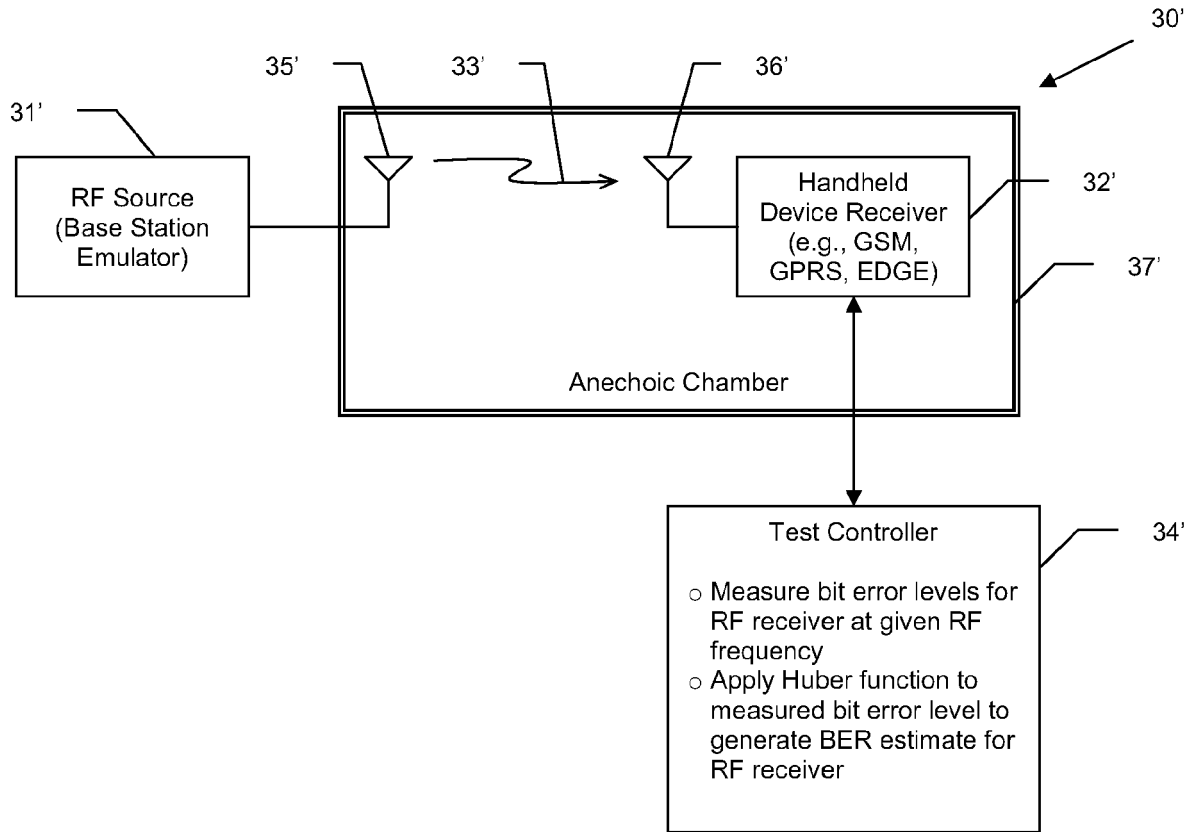 30’
35’
33’
36’
31’
RF Source
(Base Station
Emulator)
Handheld
Device Receiver
(e.g., GSM,
GPRS, EDGE)
32’
37’
Anechoic Chamber
Test Controller
34’
○ Measure bit error levels for
RF receiver at given RF
frequency
○ Apply Huber function to
measured bit error level to
generate BER estimate for
RF receiver